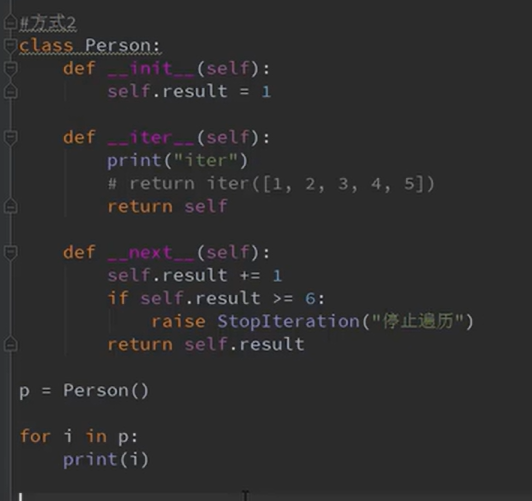 #方式2
class Person:
    def __init__(self):
        self.result = 1
    def __iter__(self):
        print("iter")
        # return iter([1, 2, 3, 4, 5])
        return self
    def __next__(self):
        self.result += 1
        if self.result >= 6:
            raise StopIteration("停止遍历")
        return self.result
p = Person()
for i in p:
    print(i)